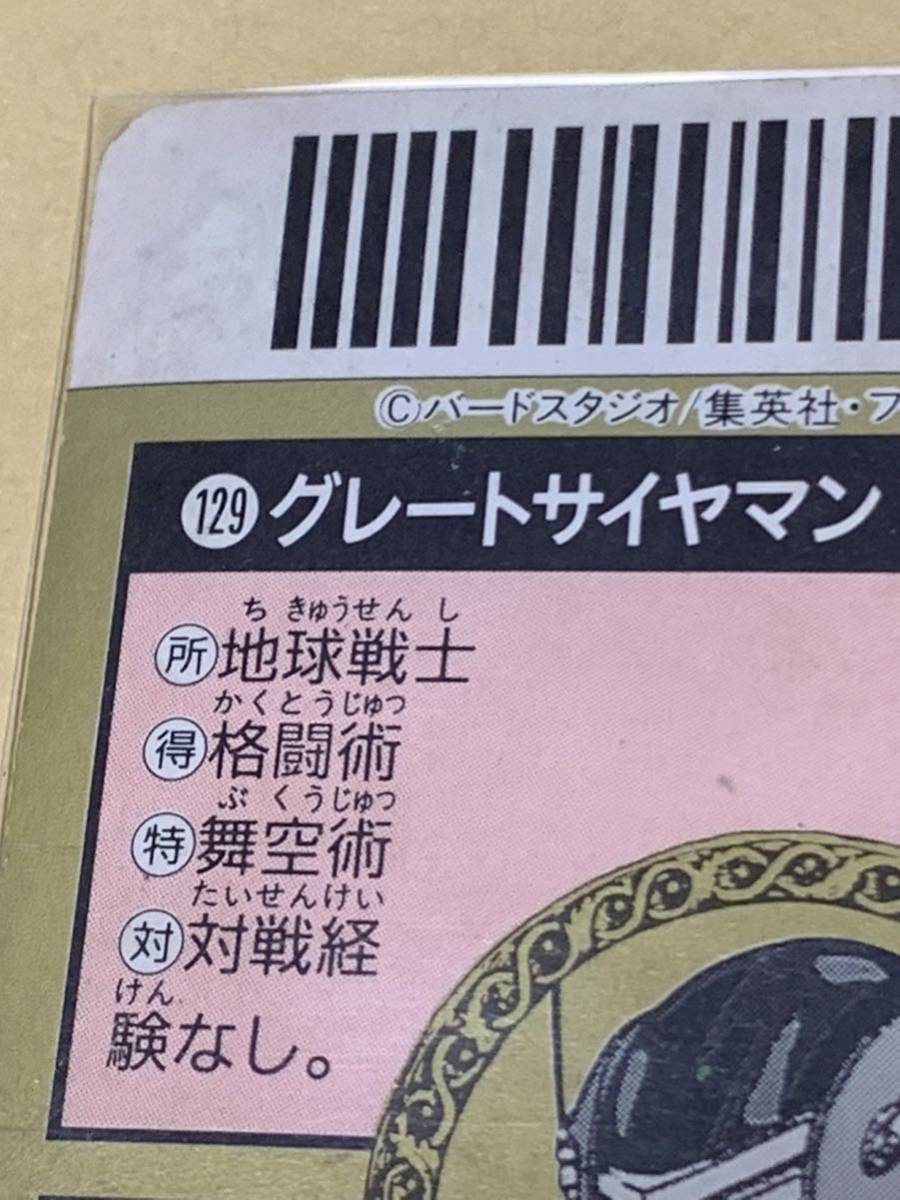 ©バードスタジオ/集英社・フ
129 グレートサイヤマン
ちきゅうせんし
所 地球戦士
かくとうじゅつ
得 格闘術
ぶくうじゅつ
特 舞空術
たいせんけい
対 対戦経
けん
験なし。